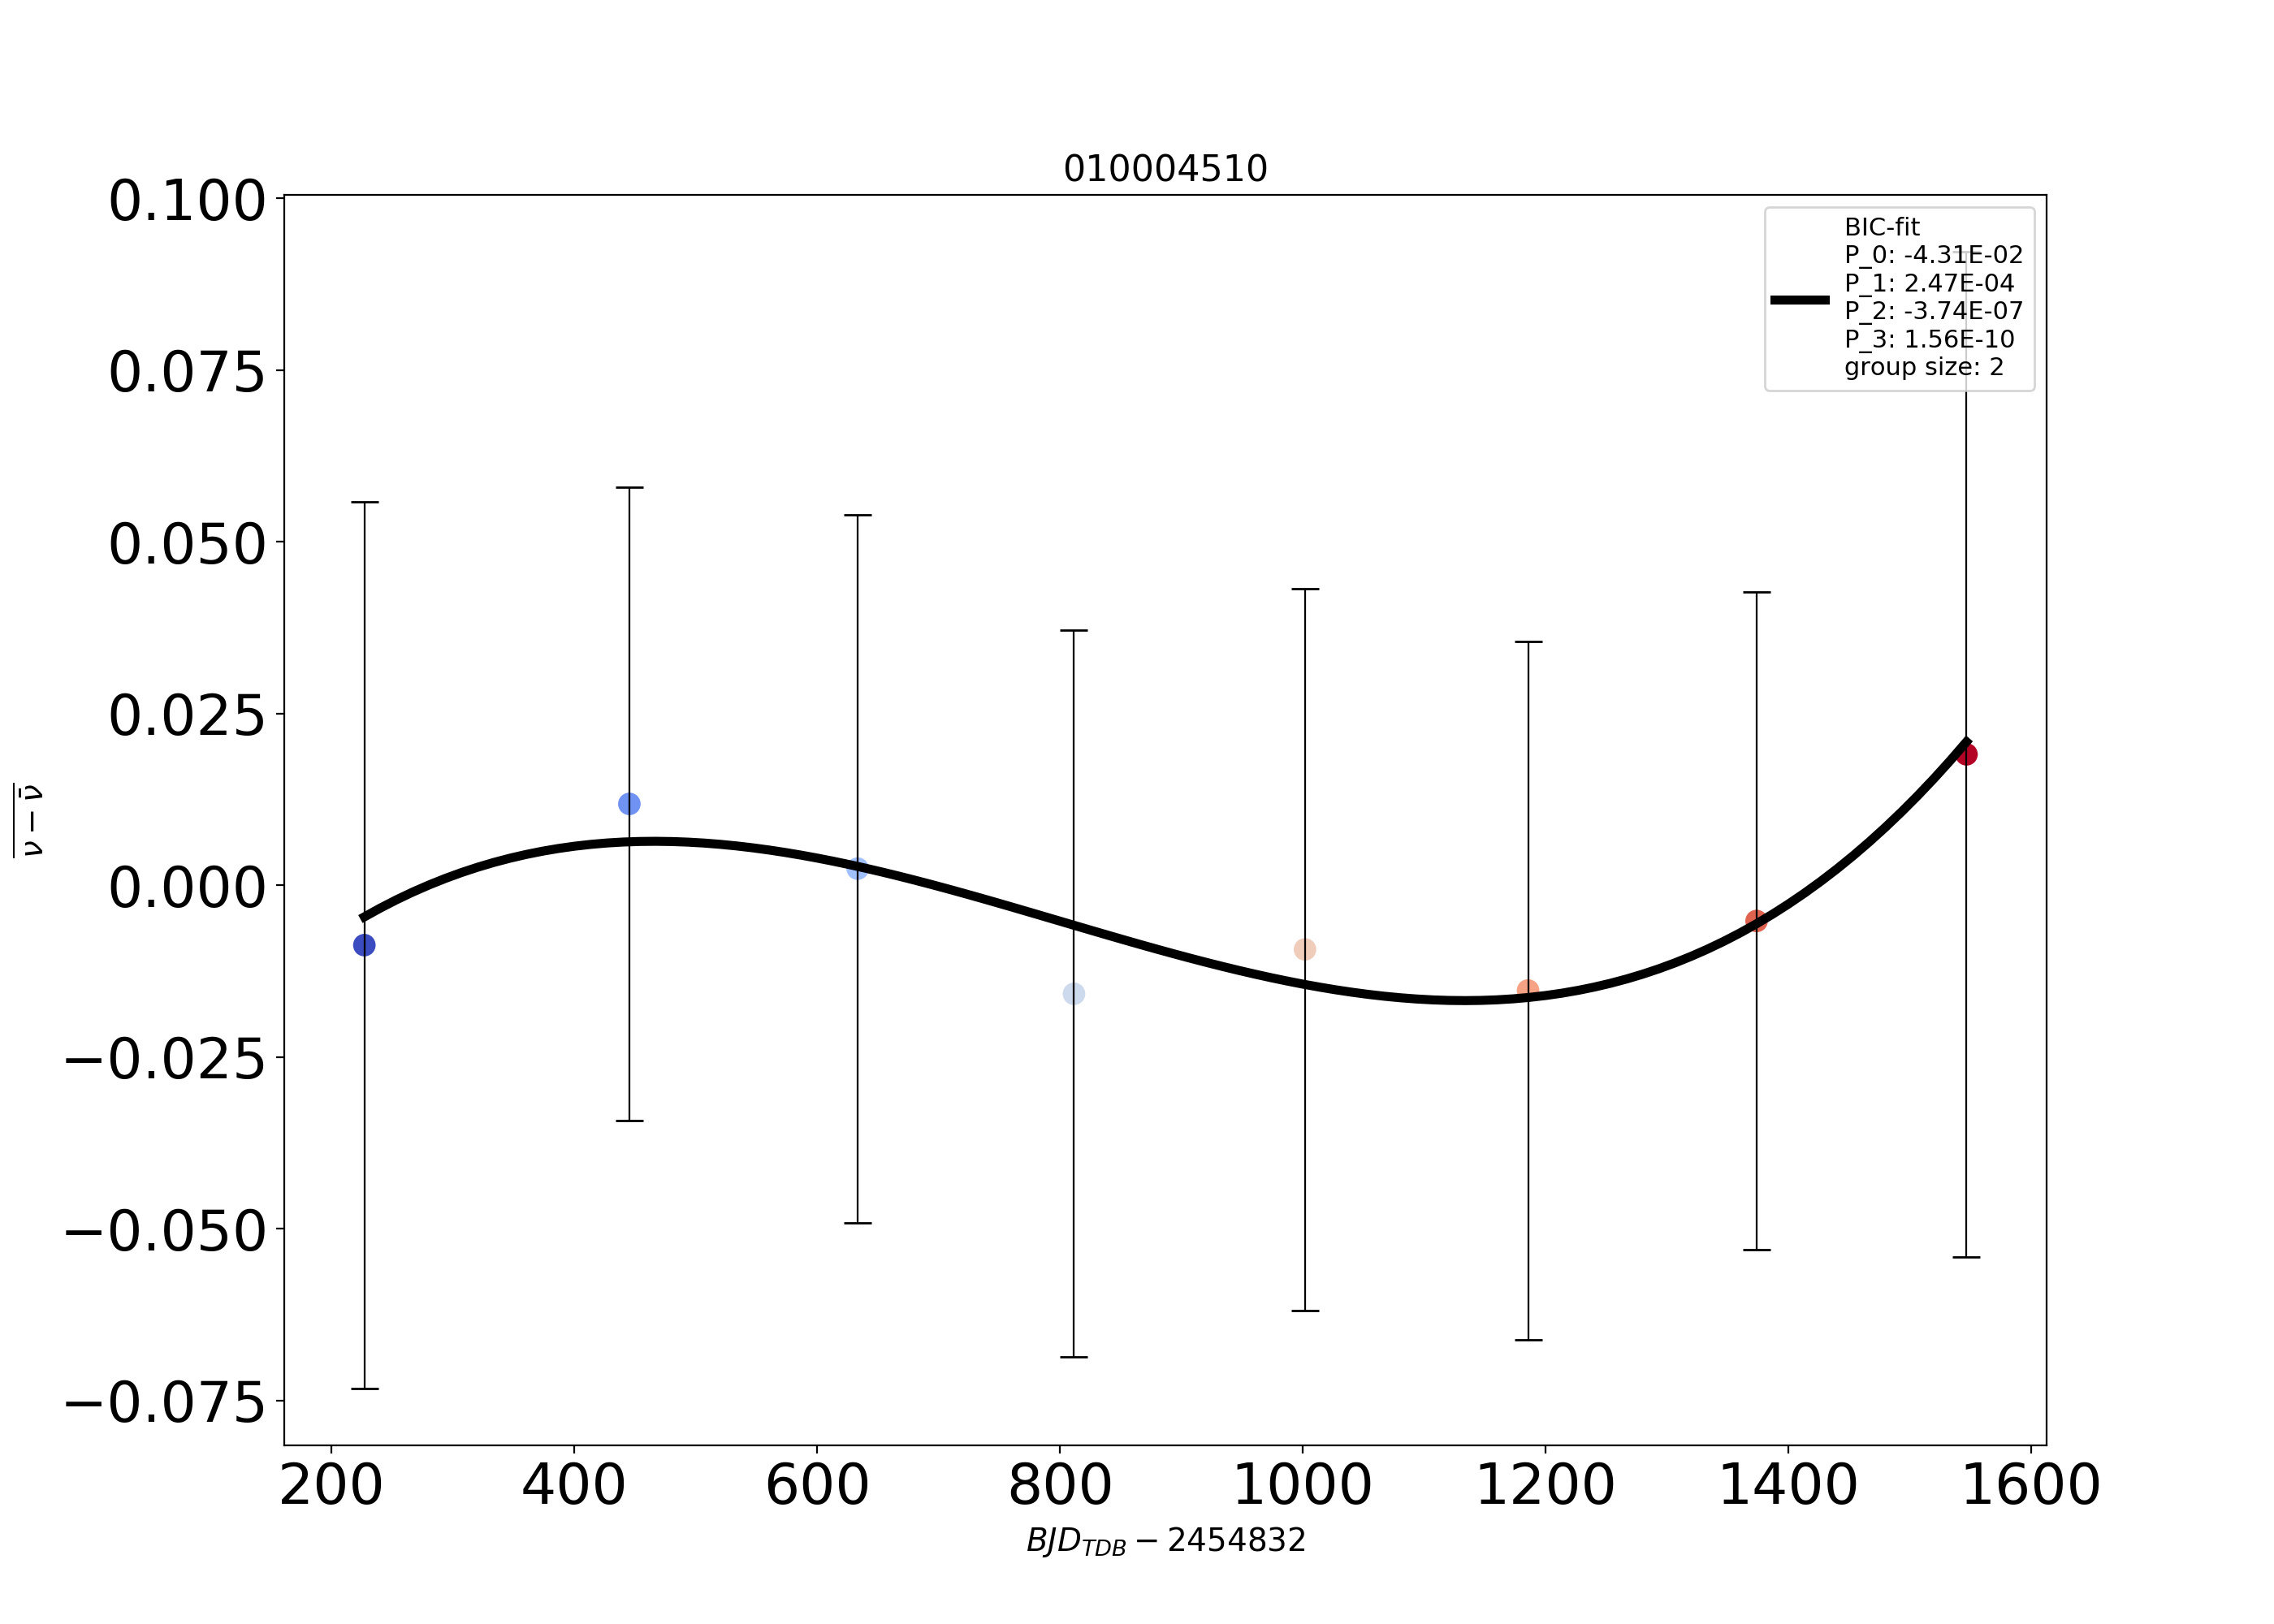 010004510
0.100
0.075
0.050
0.025
0.000
−0.025
−0.050
−0.075
ν − ν̄
BIC-fit
P_0: -4.31E-02
P_1: 2.47E-04
P_2: -3.74E-07
P_3: 1.56E-10
group size: 2
200 400 600 800 1000 1200 1400 1600
BJD_TDB − 2454832